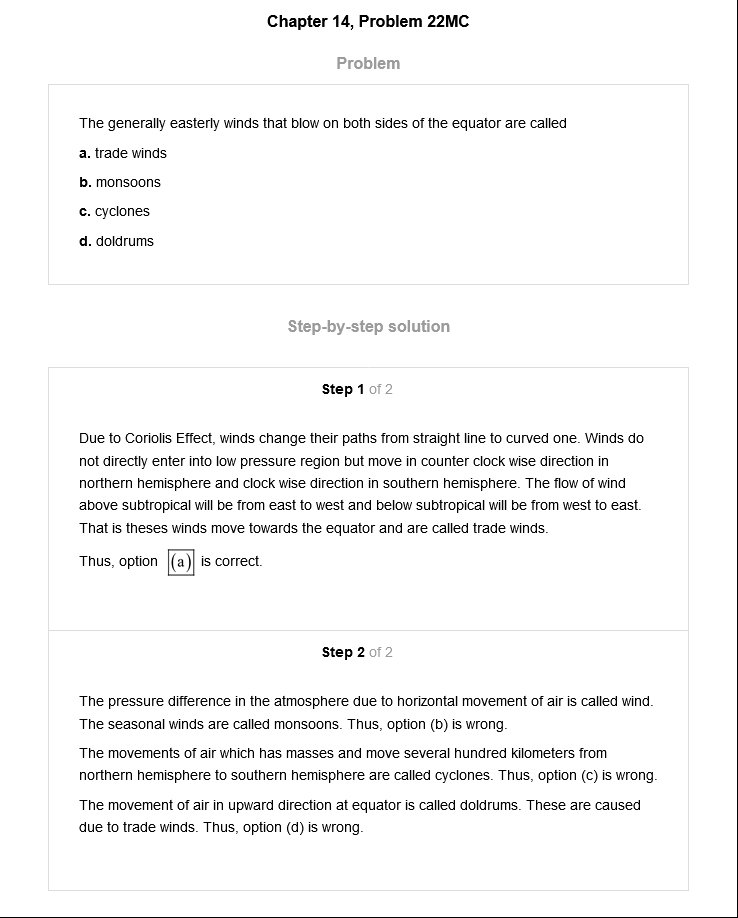 Chapter 14, Problem 22MC
Problem
The generally easterly winds that blow on both sides of the equator are called
a. trade winds
b. monsoons
c. cyclones
d. doldrums
Step-by-step solution
Step 1 of 2
Due to Coriolis Effect, winds change their paths from straight line to curved one. Winds do
not directly enter into low pressure region but move in counter clock wise direction in
northern hemisphere and clock wise direction in southern hemisphere. The flow of wind
above subtropical will be from east to west and below subtropical will be from west to east.
That is theses winds move towards the equator and are called trade winds.
Thus, option (a) is correct.
Step 2 of 2
The pressure difference in the atmosphere due to horizontal movement of air is called wind.
The seasonal winds are called monsoons. Thus, option (b) is wrong.
The movements of air which has masses and move several hundred kilometers from
northern hemisphere to southern hemisphere are called cyclones. Thus, option (c) is wrong.
The movement of air in upward direction at equator is called doldrums. These are caused
due to trade winds. Thus, option (d) is wrong.